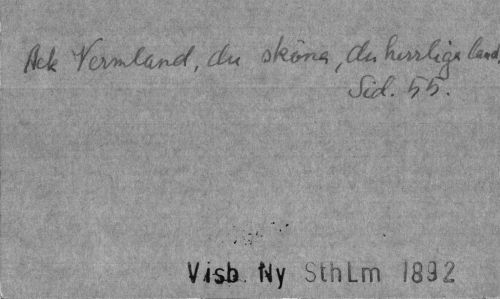 Ack Vermland, du sköna, du herrliga land,
Sid. 55.
Visb. Ny SthLm 1892